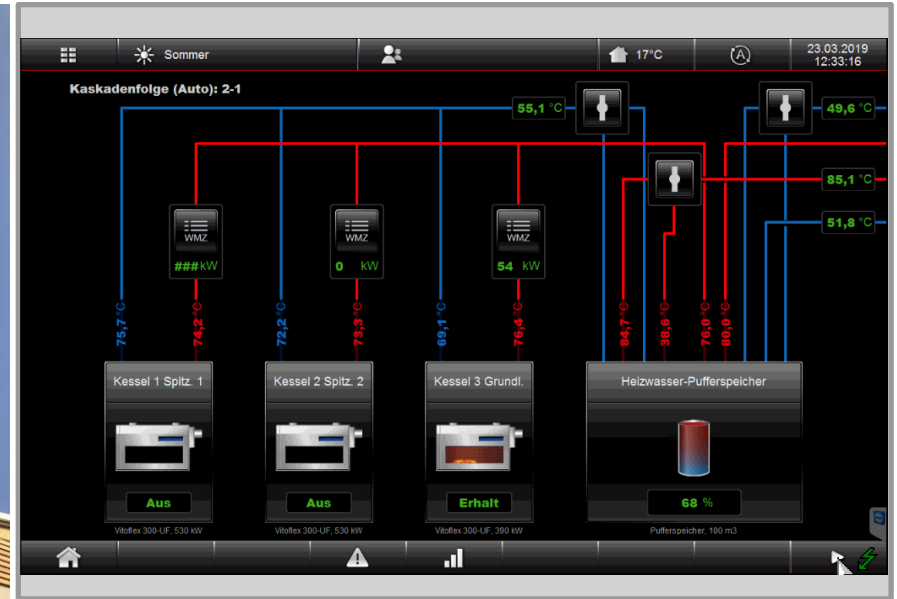 Sommer
17°C
A
23.03.2019
12:33:16
Kaskadenfolge (Auto): 2-1
55,1 °C
49,6 °C
85,1 °C
51,8 °C
WMZ
###kW
WMZ
0 kW
WMZ
54 kW
75,7 °C
74,2 °C
72,2 °C
73,3 °C
69,1 °C
76,4 °C
84,7 °C
38,6 °C
76,0 °C
80,0 °C
Kessel 1 Spitz. 1
Kessel 2 Spitz. 2
Kessel 3 Grundl.
Heizwasser-Pufferspeicher
Aus
Aus
Erhalt
68 %
Vitoflex 300-UF, 530 kW
Vitoflex 300-UF, 530 kW
Vitoflex 300-UF, 390 kW
Pufferspeicher, 100 m3